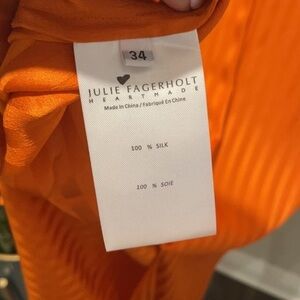 34
JULIE FAGERHOLT
HEARTMADE
Made In China / Fabriqué En Chine
100 % SILK
100 % SOIE